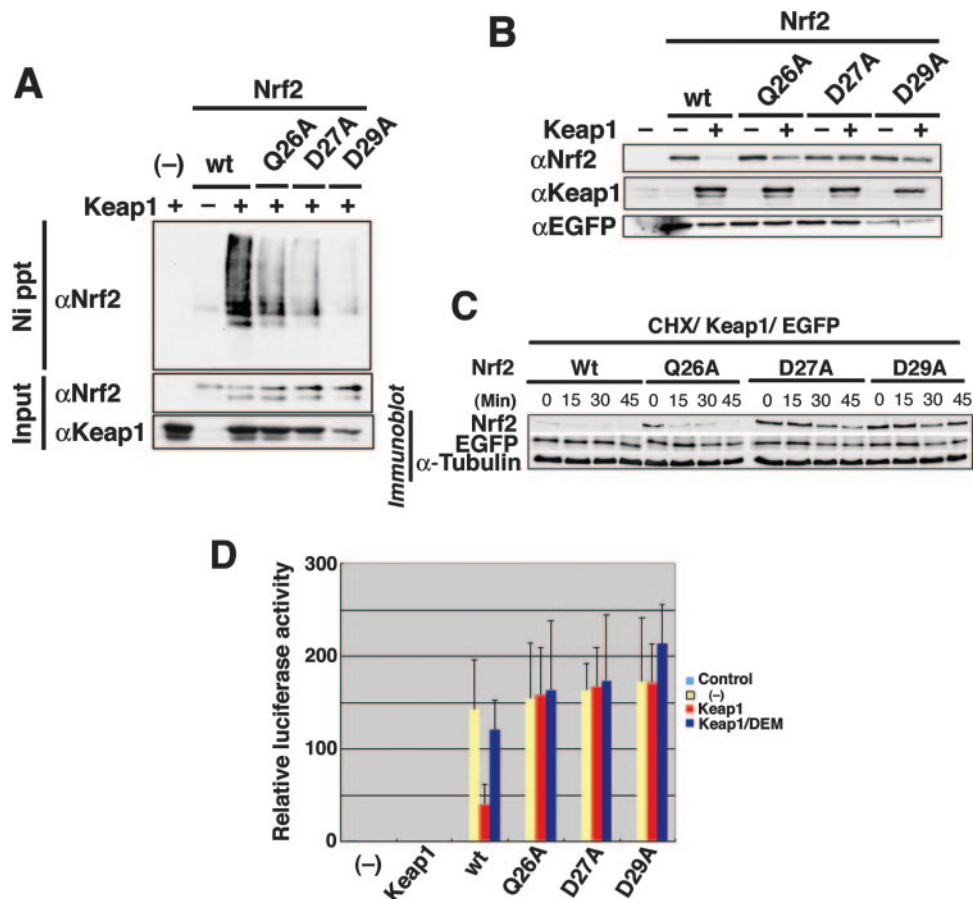 A
Nrf2
(–) wt Q26A D27A D29A
Keap1 + – + + + +
Ni ppt
αNrf2
Input
αNrf2
αKeap1
B
Nrf2
wt Q26A D27A D29A
Keap1 – – + – + – + – +
αNrf2
αKeap1
αEGFP
C
CHX/ Keap1/ EGFP
Nrf2 Wt Q26A D27A D29A
(Min) 0 15 30 45 0 15 30 45 0 15 30 45 0 15 30 45
Immunoblot
Nrf2
EGFP
α-Tubulin
D
Relative luciferase activity
300
200
100
0
(–) Keap1 wt Q26A D27A D29A
Control
(–)
Keap1
Keap1/DEM